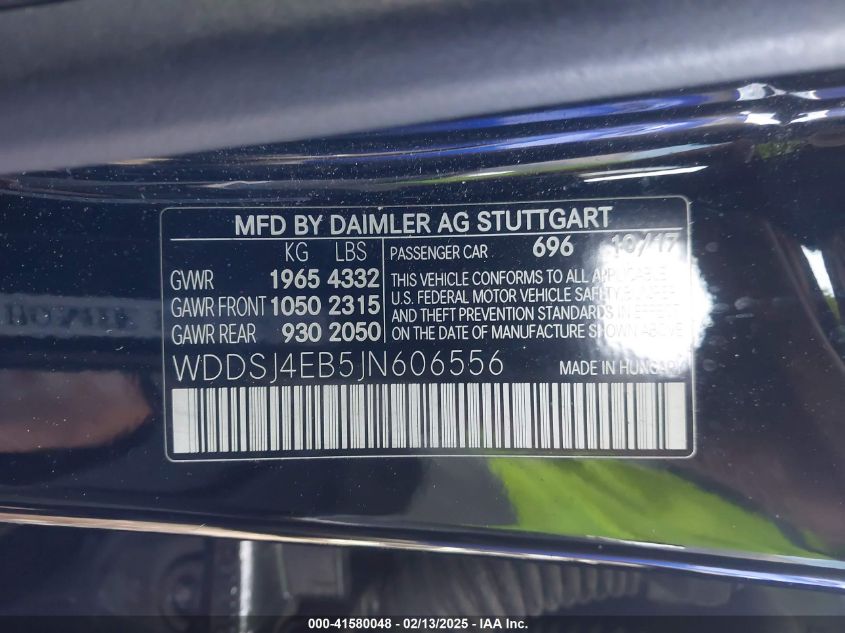 MFD BY DAIMLER AG STUTTGART
KG LBS
GVWR 1965 4332
GAWR FRONT 1050 2315
GAWR REAR 930 2050
PASSENGER CAR 696 10/17
THIS VEHICLE CONFORMS TO ALL APPLICABLE
U.S. FEDERAL MOTOR VEHICLE SAFETY, BUMPER
AND THEFT PREVENTION STANDARDS IN EFFECT
ON THE DATE OF MANUFACTURE SHOWN ABOVE
WDDSJ4EB5JN606556
MADE IN HUNGARY
000-41580048 - 02/13/2025 - IAA, Inc.